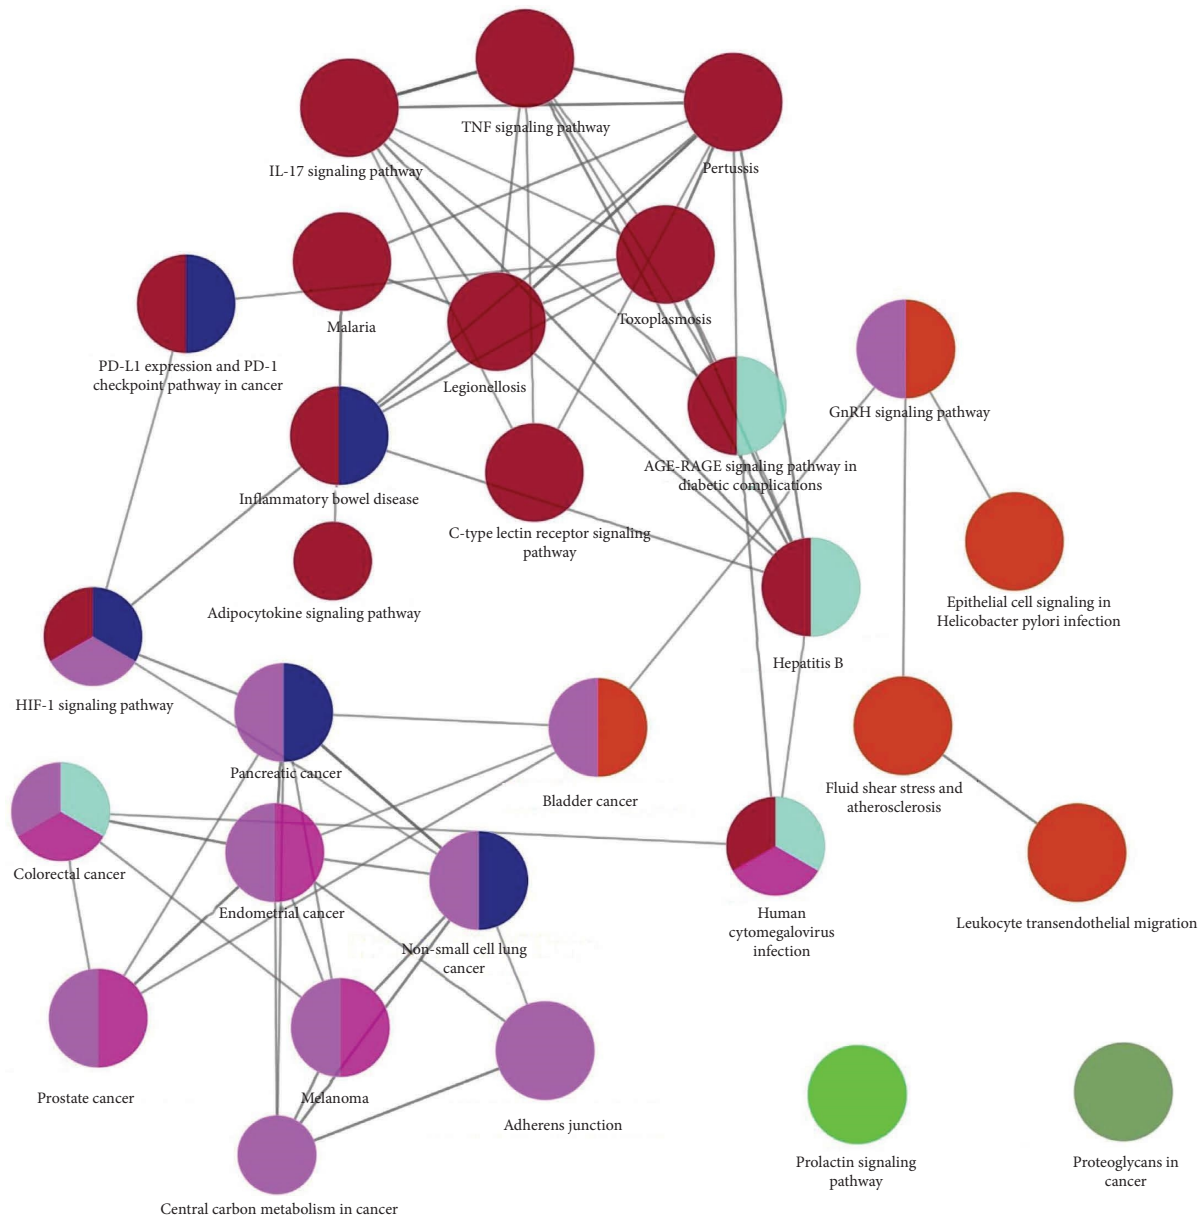 TNF signaling pathway
IL-17 signaling pathway
Pertussis
Malaria
Toxoplasmosis
PD-L1 expression and PD-1
checkpoint pathway in cancer
Legionellosis
GnRH signaling pathway
AGE-RAGE signaling pathway in
diabetic complications
Inflammatory bowel disease
C-type lectin receptor signaling
pathway
Adipocytokine signaling pathway
Epithelial cell signaling in
Helicobacter pylori infection
Hepatitis B
HIF-1 signaling pathway
Pancreatic cancer
Bladder cancer
Fluid shear stress and
atherosclerosis
Colorectal cancer
Endometrial cancer
Human
cytomegalovirus
infection
Leukocyte transendothelial migration
Non-small cell lung
cancer
Prostate cancer
Melanoma
Adherens junction
Prolactin signaling
pathway
Proteoglycans in
cancer
Central carbon metabolism in cancer